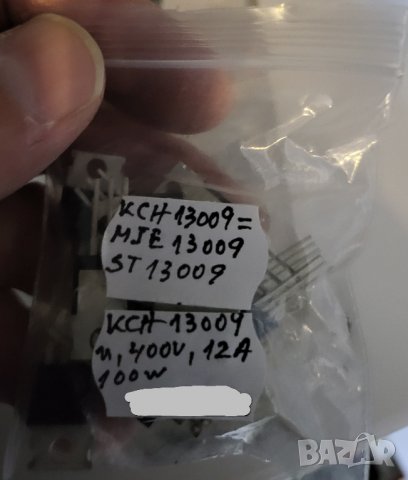 KCH 13009=
MJE 13009
ST 13009
KCH-13009
n, 400V, 12A
100W
BAZAR